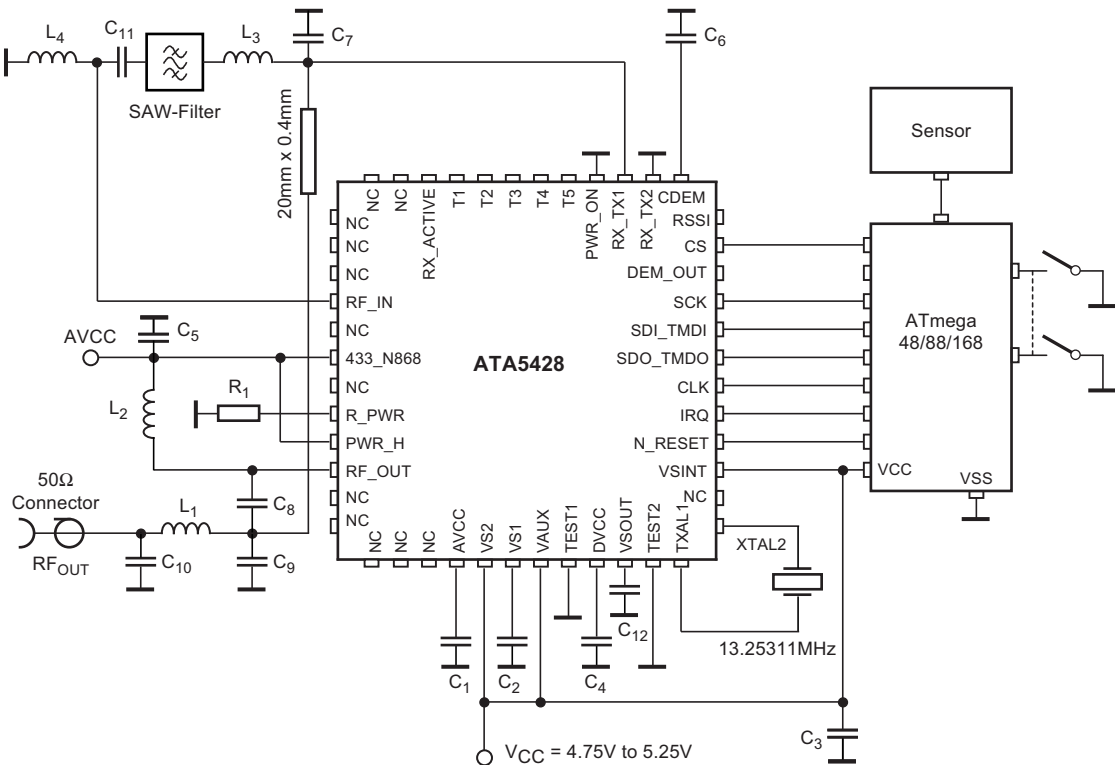 L4
C11
L3
C7
C6
SAW-Filter
20mm x 0.4mm
Sensor
NC
NC
RX_ACTIVE
T1
T2
T3
T4
T5
PWR_ON
RX_TX1
RX_TX2
CDEM
NC
NC
NC
RF_IN
NC
433_N868
NC
R_PWR
PWR_H
RF_OUT
NC
NC
ATA5428
RSSI
CS
DEM_OUT
SCK
SDI_TMDI
SDO_TMDO
CLK
IRQ
N_RESET
VSINT
NC
XTAL2
ATmega
48/88/168
VCC
VSS
AVCC
C5
L2
R1
50Ω
Connector
RFOUT
L1
C8
C10
C9
NC
NC
NC
AVCC
VS2
VS1
VAUX
TEST1
DVCC
VSOUT
TEST2
TXAL1
C1
C2
C4
C12
13.25311MHz
C3
VCC = 4.75V to 5.25V